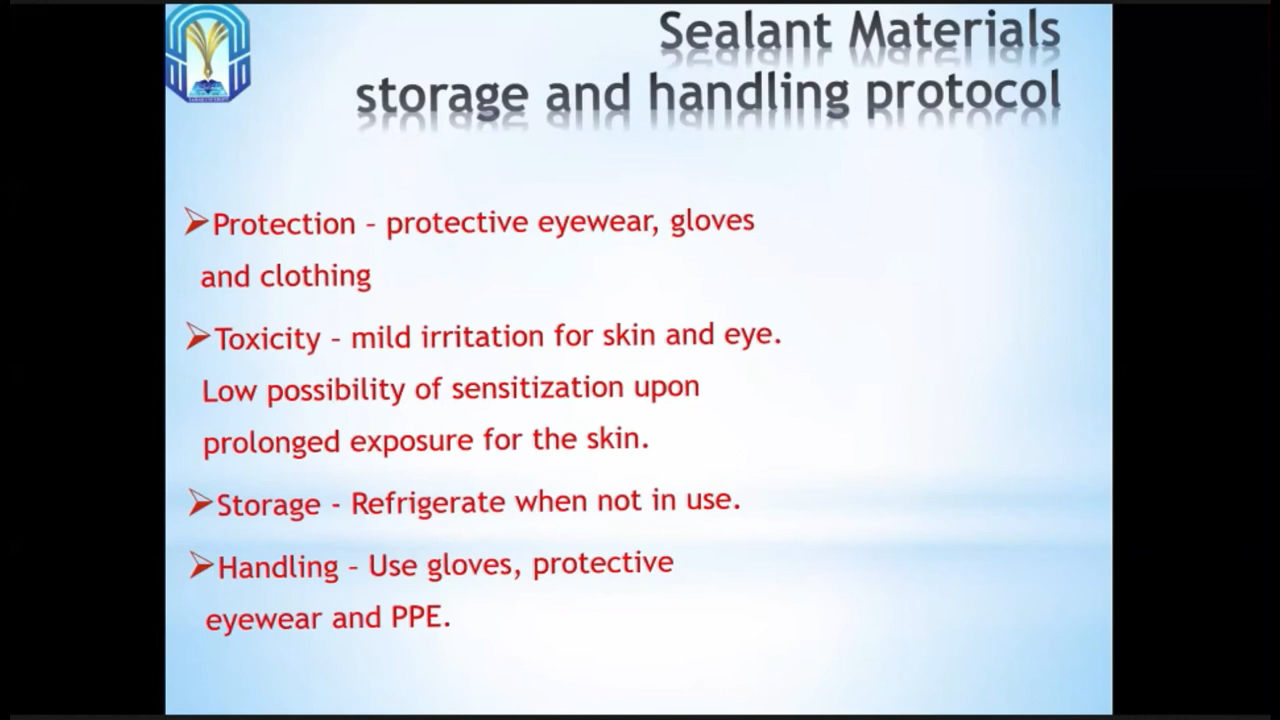 Sealant Materials
storage and handling protocol
➢Protection – protective eyewear, gloves
and clothing
➢Toxicity – mild irritation for skin and eye.
Low possibility of sensitization upon
prolonged exposure for the skin.
➢Storage - Refrigerate when not in use.
➢Handling – Use gloves, protective
eyewear and PPE.